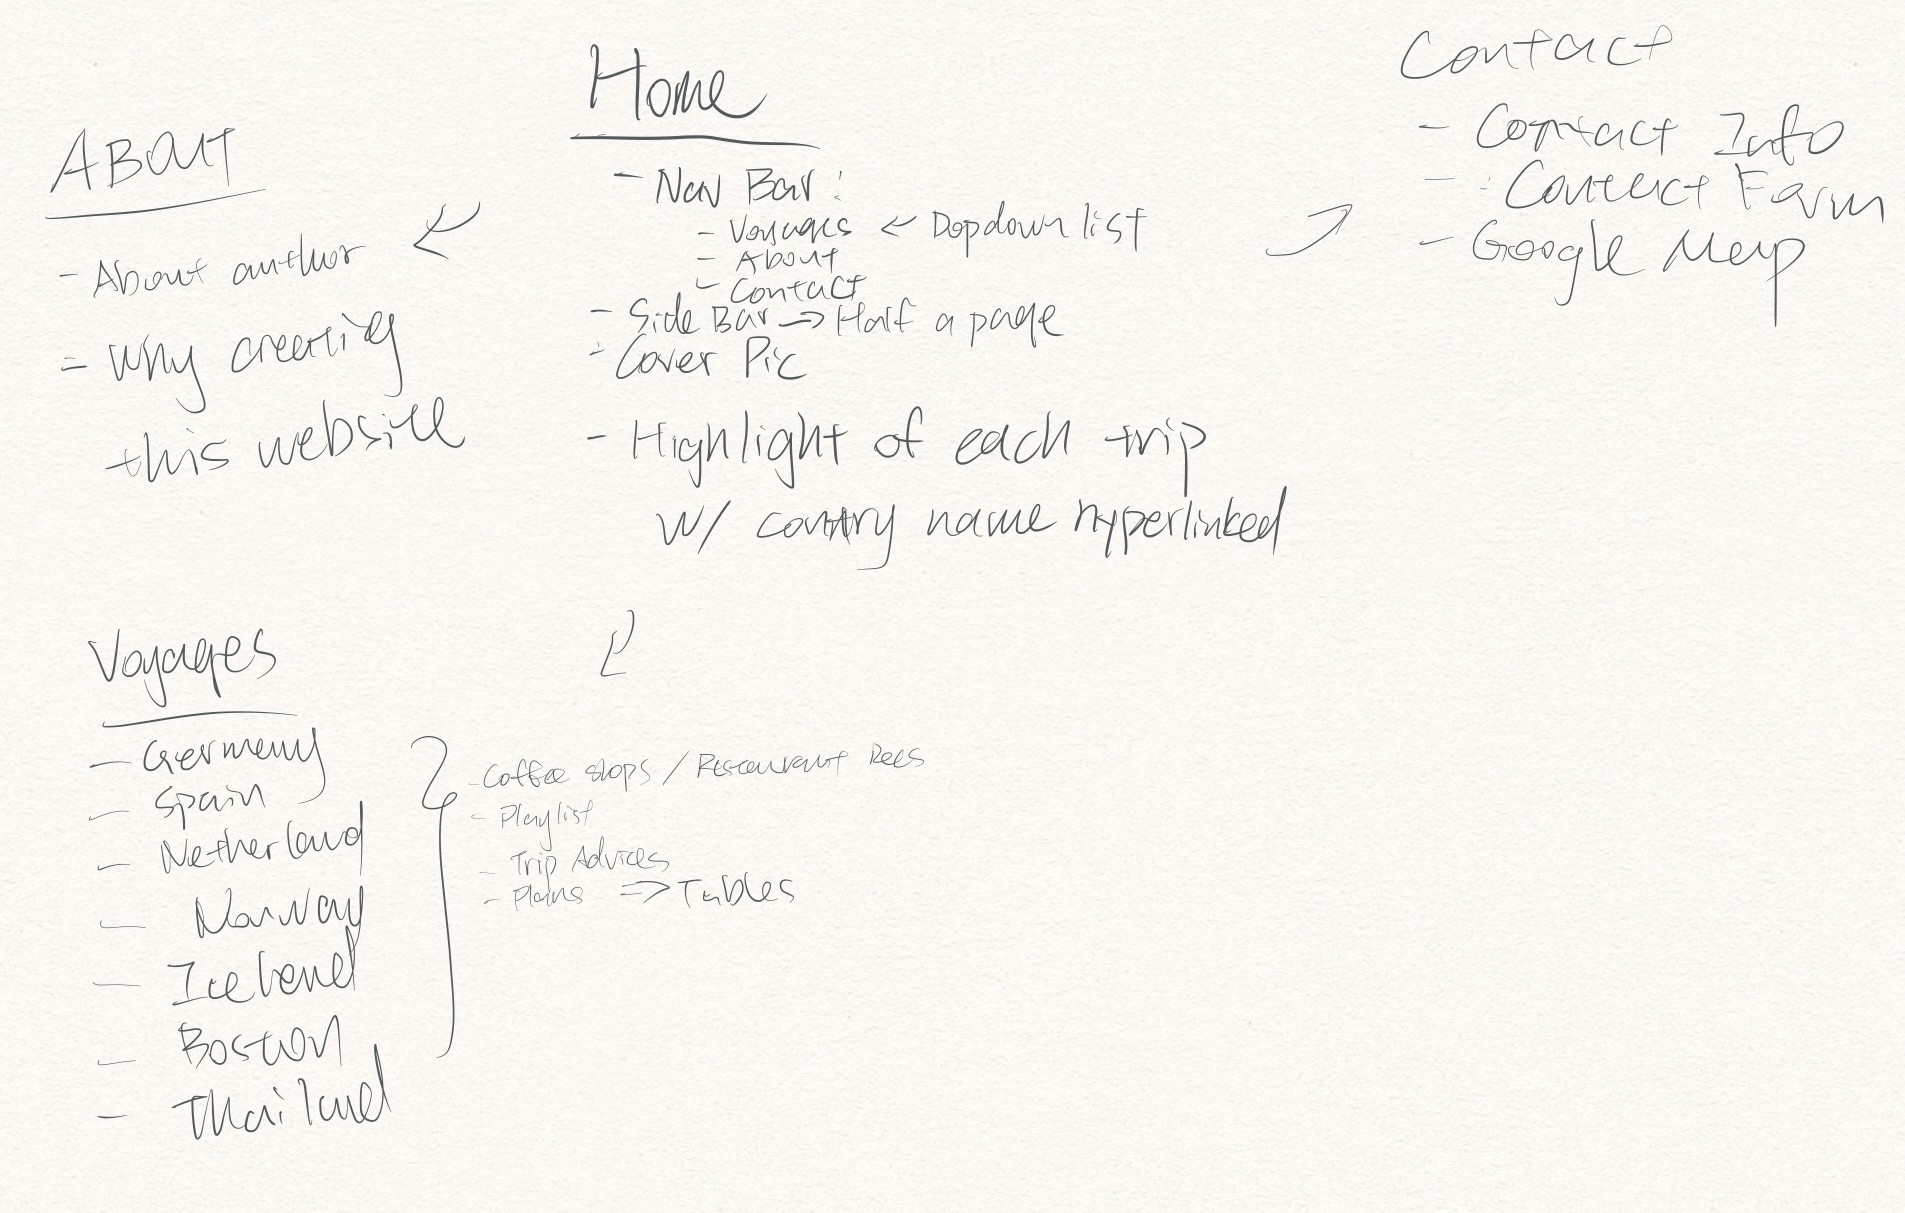 Home
- Nav Bar:
- Voyages ← Dopdown list
- About
- Contact
- Side Bar → Half a page
- Cover Pic
- Highlight of each trip
w/ country name hyperlinked
About
- About author
- Why creating
this website
Contact
- Contact Info
- Contact Form
- Google Map
Voyages
- Germany
- Spain
- Netherland
- Norway
- Iceland
- Boston
- Thailand
- Coffee shops / Restaurant Recs
- Playlist
- Trip Advices
- Plans ⇒ Tables